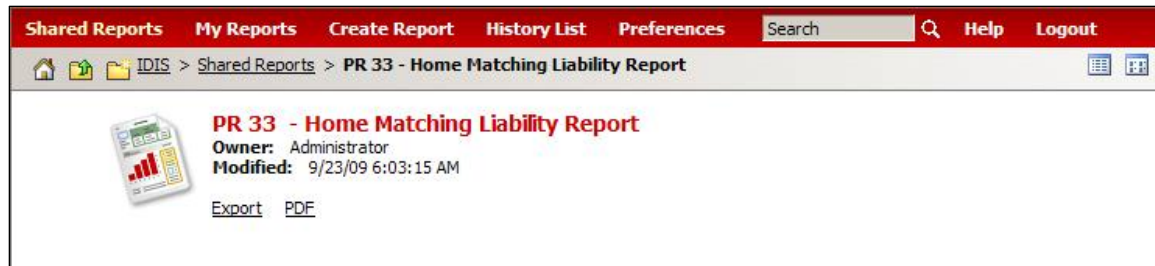 Shared Reports My Reports Create Report History List Preferences Search Help Logout
IDIS > Shared Reports > PR 33 - Home Matching Liability Report
PR 33 - Home Matching Liability Report
Owner: Administrator
Modified: 9/23/09 6:03:15 AM
Export PDF